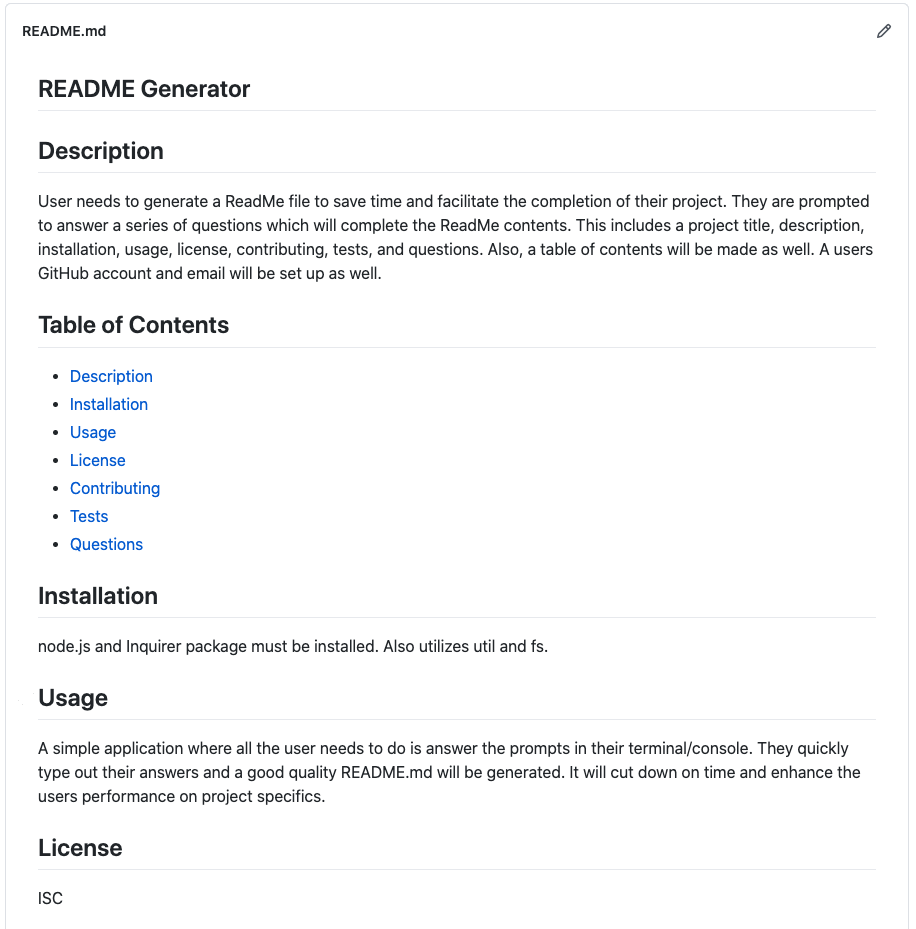 README.md
README Generator
Description
User needs to generate a ReadMe file to save time and facilitate the completion of their project. They are prompted
to answer a series of questions which will complete the ReadMe contents. This includes a project title, description,
installation, usage, license, contributing, tests, and questions. Also, a table of contents will be made as well. A users
GitHub account and email will be set up as well.
Table of Contents
• Description
• Installation
• Usage
• License
• Contributing
• Tests
• Questions
Installation
node.js and Inquirer package must be installed. Also utilizes util and fs.
Usage
A simple application where all the user needs to do is answer the prompts in their terminal/console. They quickly
type out their answers and a good quality README.md will be generated. It will cut down on time and enhance the
users performance on project specifics.
License
ISC